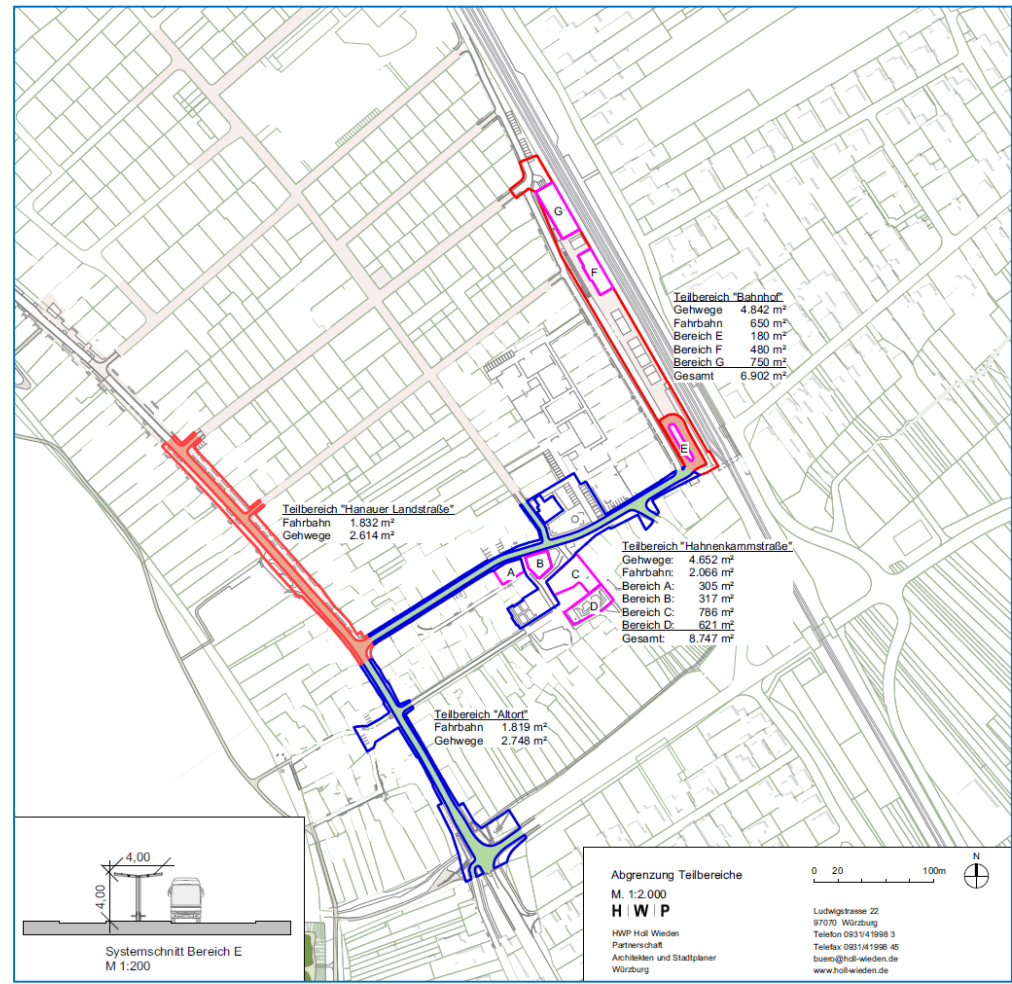 G
F
Teilbereich "Bahnhof"
Gehwege 4.842 m²
Fahrbahn 650 m²
Bereich E 180 m²
Bereich F 480 m²
Bereich G 750 m²
Gesamt 6.902 m²
E
Teilbereich "Hanauer Landstraße"
Fahrbahn 1.832 m²
Gehwege 2.614 m²
A
B
C
D
Teilbereich "Hahnenkammstraße"
Gehwege: 4.652 m²
Fahrbahn: 2.066 m²
Bereich A: 305 m²
Bereich B: 317 m²
Bereich C: 786 m²
Bereich D: 621 m²
Gesamt: 8.747 m²
Teilbereich "Altort"
Fahrbahn 1.819 m²
Gehwege 2.748 m²
4,00
4,00
Systemschnitt Bereich E
M 1:200
Abgrenzung Teilbereiche
M. 1:2.000
H | W | P
HWP Holl Wieden
Partnerschaft
Architekten und Stadtplaner
Würzburg
0 20 100m
N
Ludwigstrasse 22
97070 Würzburg
Telefon 0931/41998 3
Telefax 0931/41998 45
buero@holl-wieden.de
www.holl-wieden.de